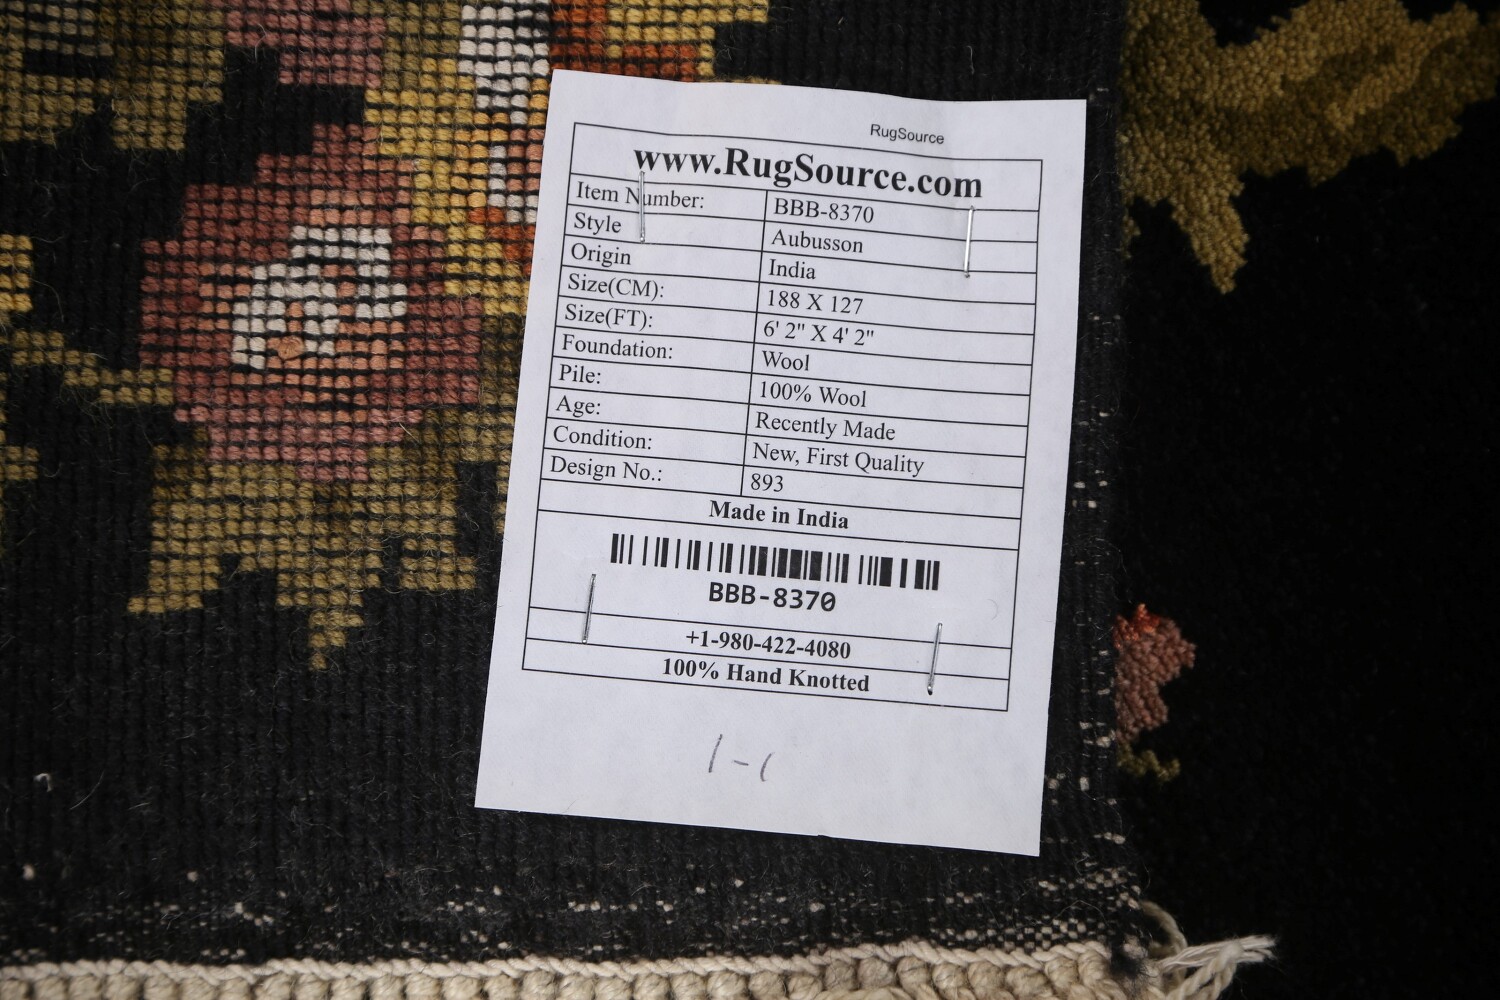 RugSource
www.RugSource.com
Item Number: BBB-8370
Style Aubusson
Origin India
Size(CM): 188 X 127
Size(FT): 6' 2" X 4' 2"
Foundation: Wool
Pile: 100% Wool
Age: Recently Made
Condition: New, First Quality
Design No.: 893
Made in India
BBB-8370
+1-980-422-4080
100% Hand Knotted
1-1